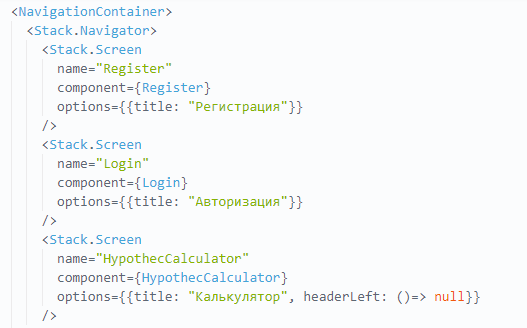 <NavigationContainer>
<Stack.Navigator>
<Stack.Screen
name="Register"
component={Register}
options={{title: "Регистрация"}}
/>
<Stack.Screen
name="Login"
component={Login}
options={{title: "Авторизация"}}
/>
<Stack.Screen
name="HypothecCalculator"
component={HypothecCalculator}
options={{title: "Калькулятор", headerLeft: ()=> null}}
/>